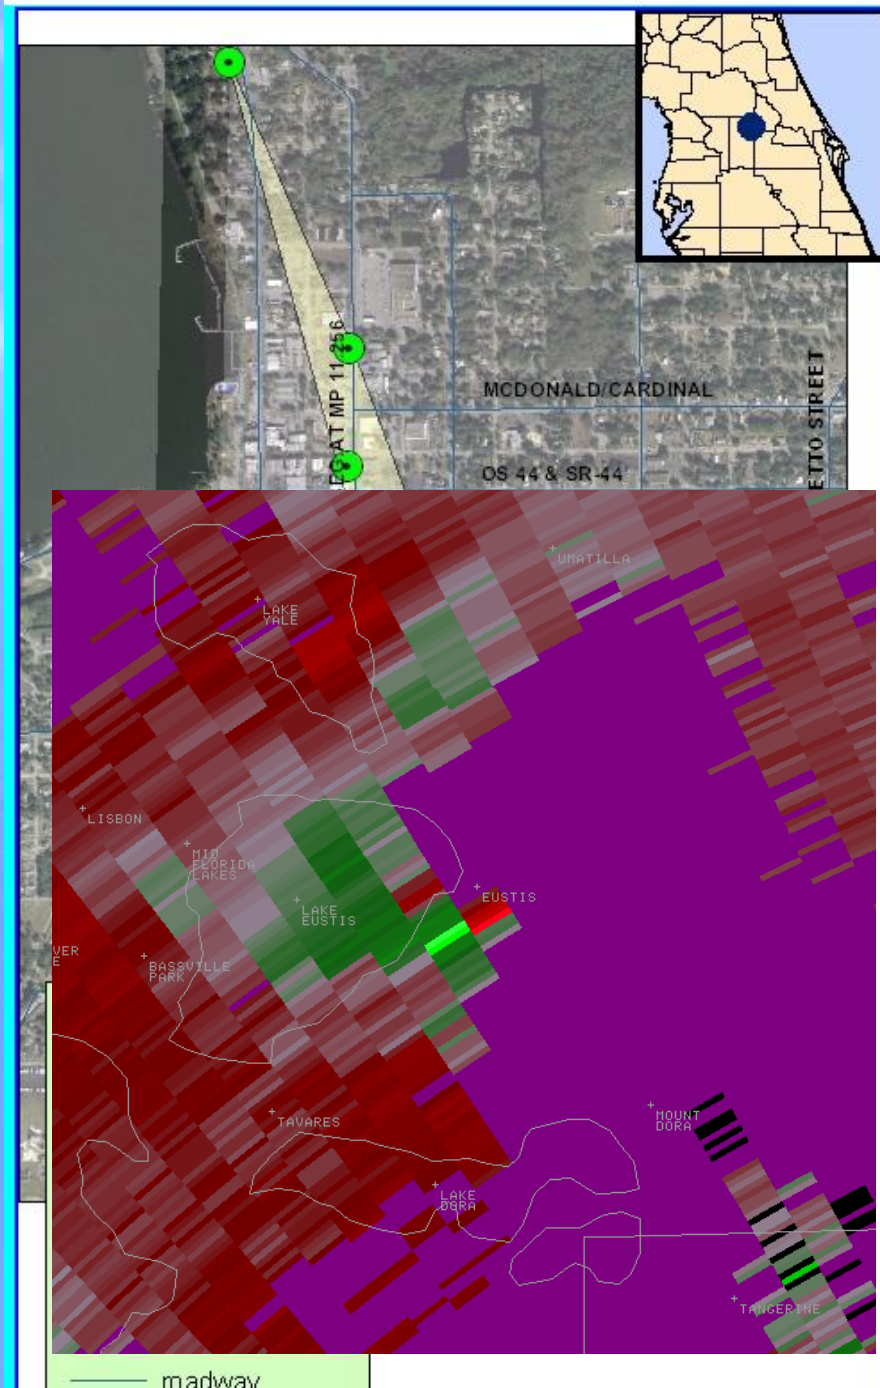 MCDONALD/CARDINAL
OS 44 & SR-44
ETTO STREET
AT MP 11.256
UMATILLA
LAKE
YALE
LISBON
MID
FLORIDA
LAKES
EUSTIS
LAKE
EUSTIS
VER
E
BASSVILLE
PARK
TAVARES
MOUNT
DORA
LAKE
DORA
TANGERINE
roadway